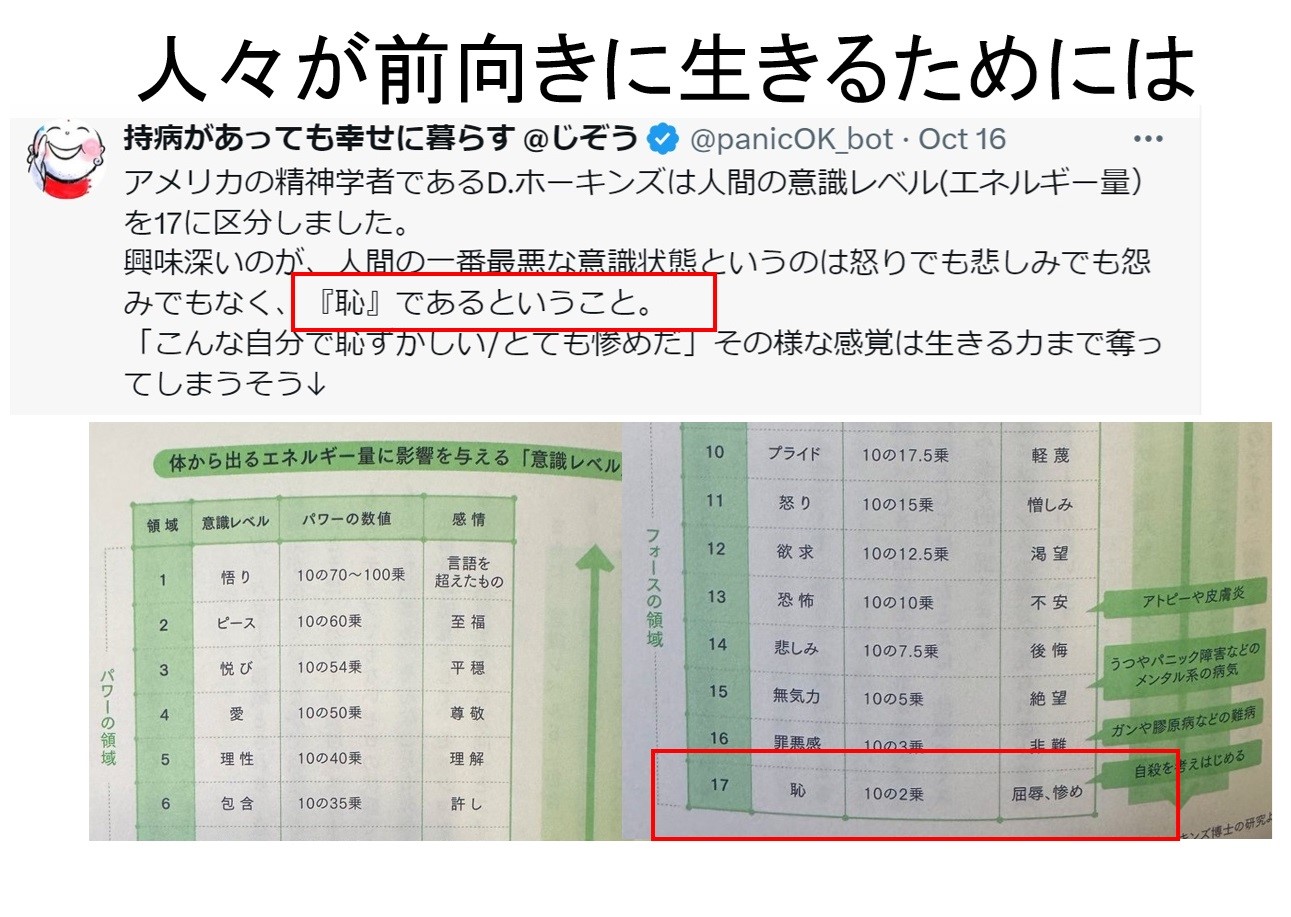 人々が前向きに生きるためには
持病があっても幸せに暮らす @じぞう @panicOK_bot · Oct 16 •••
アメリカの精神学者であるD.ホーキンズは人間の意識レベル(エネルギー量）
を17に区分しました。
興味深いのが、人間の一番最悪な意識状態というのは怒りでも悲しみでも怨
みでもなく、『恥』であるということ。
「こんな自分で恥ずかしい/とても惨めだ」その様な感覚は生きる力まで奪っ
てしまうそう↓
体から出るエネルギー量に影響を与える「意識レベル
領域 意識レベル パワーの数値 感情
1 悟り 10の70〜100乗 言語を超えたもの
2 ピース 10の60乗 至福
3 悦び 10の54乗 平穏
4 愛 10の50乗 尊敬
5 理性 10の40乗 理解
6 包含 10の35乗 許し
パワーの領域
10 プライド 10の17.5乗 軽蔑
11 怒り 10の15乗 憎しみ
12 欲求 10の12.5乗 渇望
13 恐怖 10の10乗 不安
14 悲しみ 10の7.5乗 後悔
15 無気力 10の5乗 絶望
16 罪悪感 10の3乗 非難
17 恥 10の2乗 屈辱、惨め
フォースの領域
アトピーや皮膚炎
うつやパニック障害などの
メンタル系の病気
ガンや膠原病などの難病
自殺を考えはじめる
キンズ博士の研究よ